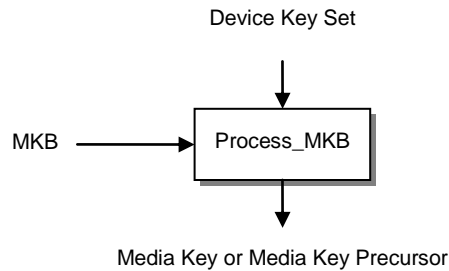 Device Key Set
MKB
Process_MKB
Media Key or Media Key Precursor